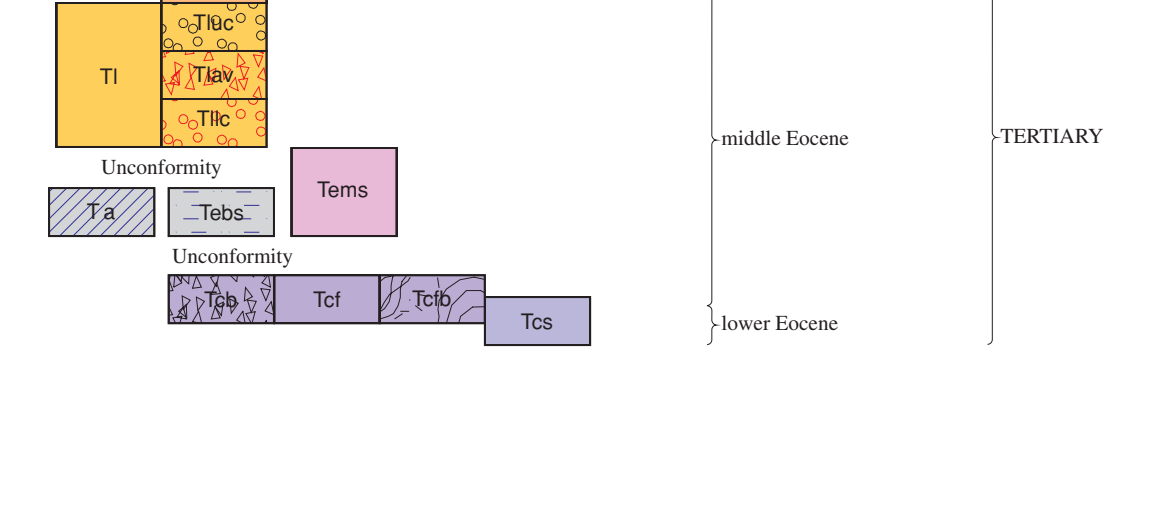 Tluc
Tl
Tlav
Tllc
middle Eocene
TERTIARY
Unconformity
Tems
Ta
Tebs
Unconformity
Tcb
Tcf
Tcfb
Tcs
lower Eocene